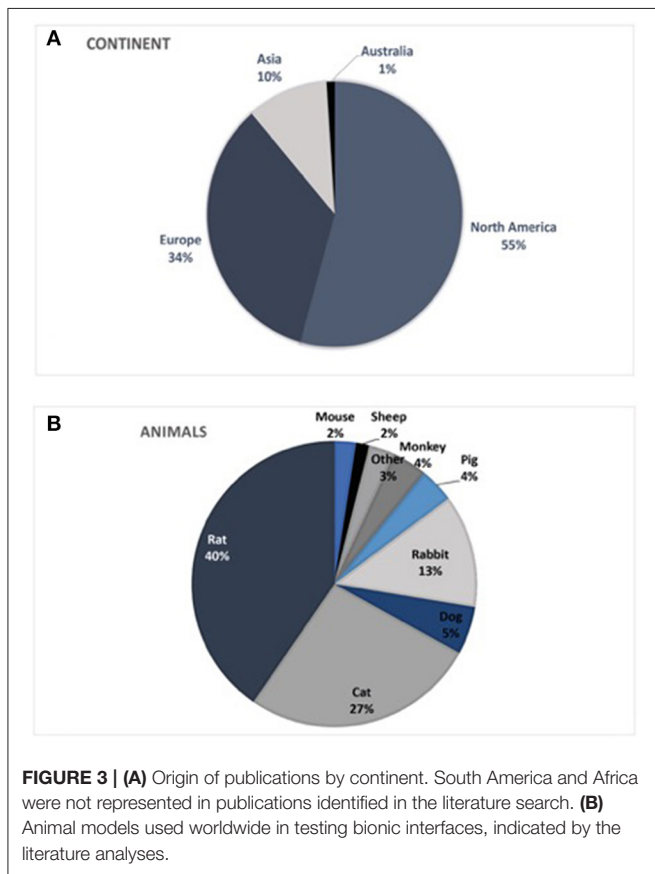 A
CONTINENT
Australia
1%
Asia
10%
North America
55%
Europe
34%
B
ANIMALS
Mouse
2%
Sheep
2%
Other
3%
Monkey
4%
Pig
4%
Rabbit
13%
Dog
5%
Cat
27%
Rat
40%
FIGURE 3 | (A) Origin of publications by continent. South America and Africa
were not represented in publications identified in the literature search. (B)
Animal models used worldwide in testing bionic interfaces, indicated by the
literature analyses.